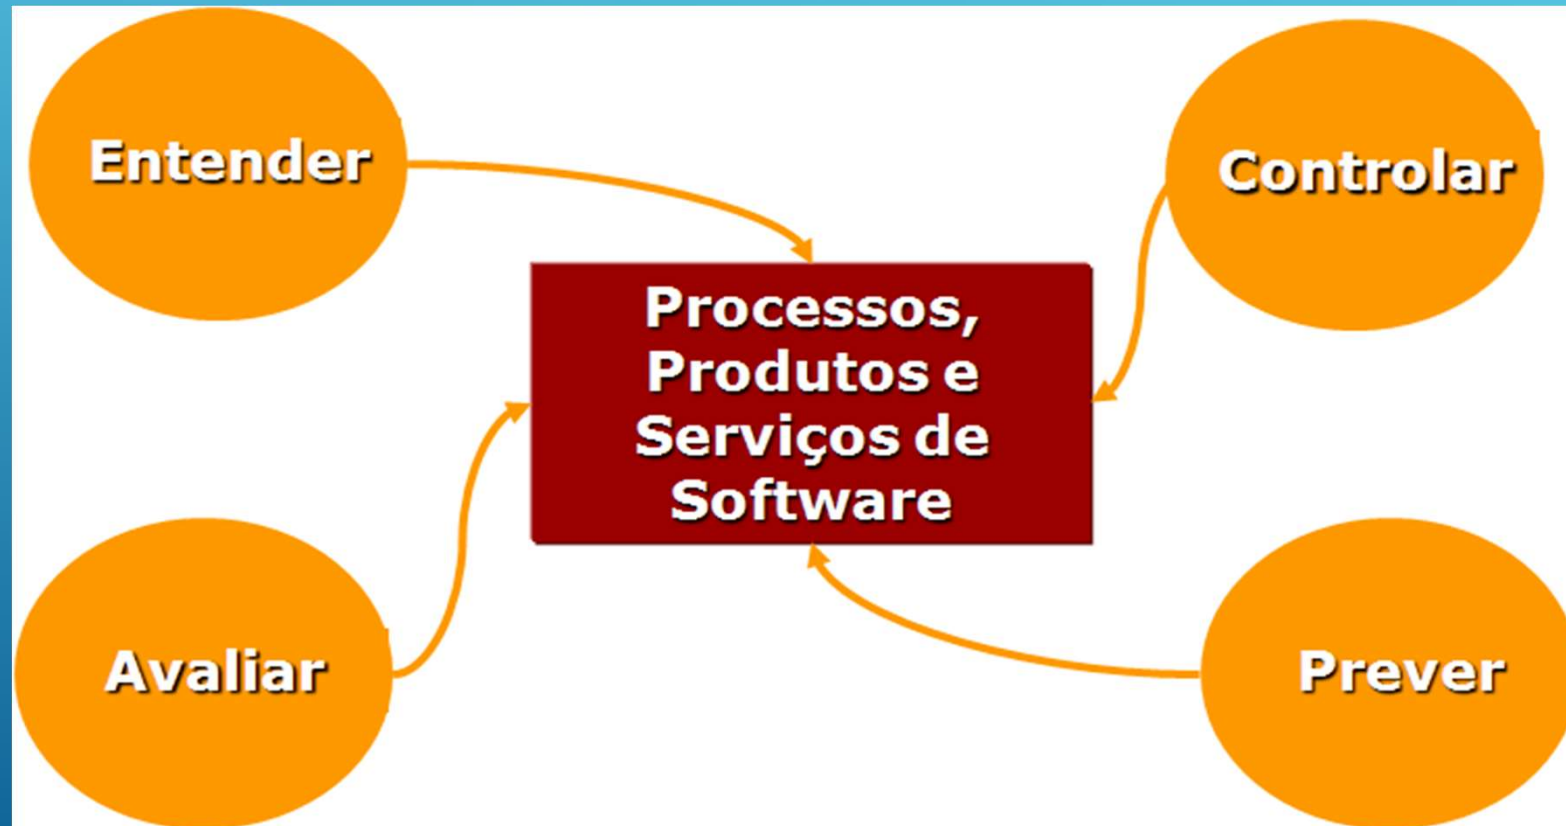 Entender
Controlar
Processos,
Produtos e
Serviços de
Software
Avaliar
Prever